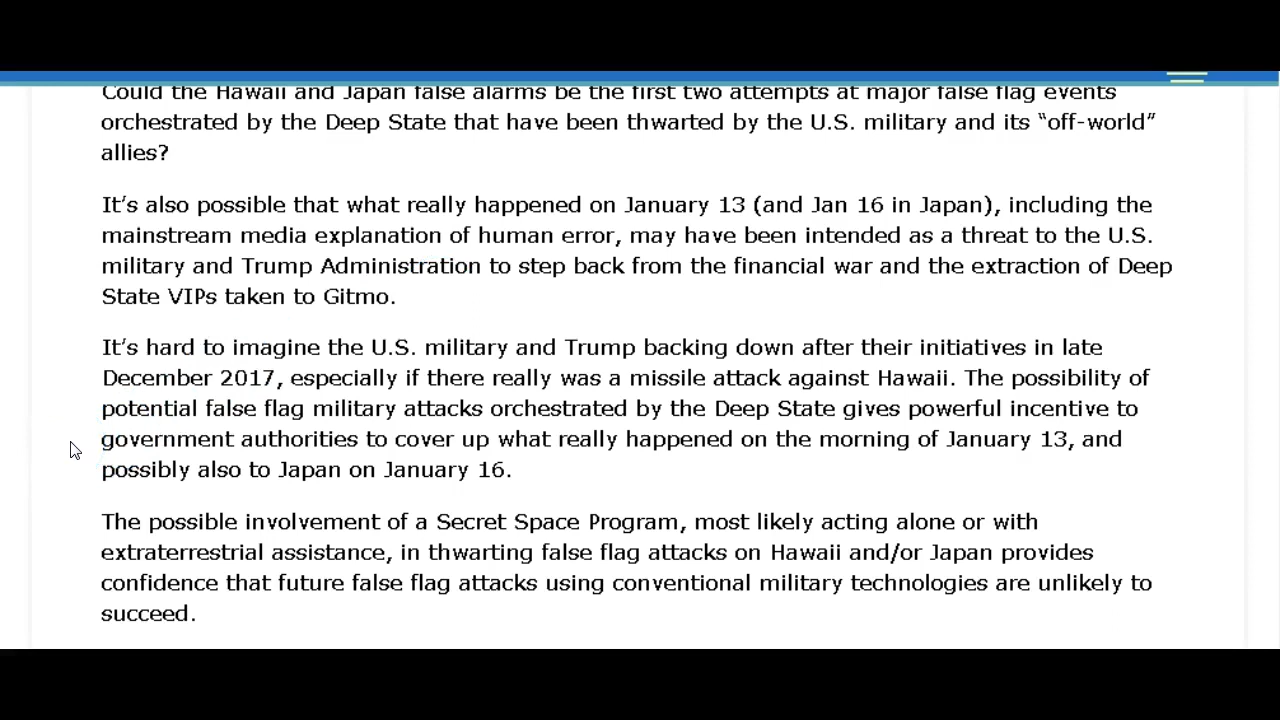 Could the Hawaii and Japan false alarms be the first two attempts at major false flag events
orchestrated by the Deep State that have been thwarted by the U.S. military and its “off-world”
allies?
It’s also possible that what really happened on January 13 (and Jan 16 in Japan), including the
mainstream media explanation of human error, may have been intended as a threat to the U.S.
military and Trump Administration to step back from the financial war and the extraction of Deep
State VIPs taken to Gitmo.
It’s hard to imagine the U.S. military and Trump backing down after their initiatives in late
December 2017, especially if there really was a missile attack against Hawaii. The possibility of
potential false flag military attacks orchestrated by the Deep State gives powerful incentive to
government authorities to cover up what really happened on the morning of January 13, and
possibly also to Japan on January 16.
The possible involvement of a Secret Space Program, most likely acting alone or with
extraterrestrial assistance, in thwarting false flag attacks on Hawaii and/or Japan provides
confidence that future false flag attacks using conventional military technologies are unlikely to
succeed.